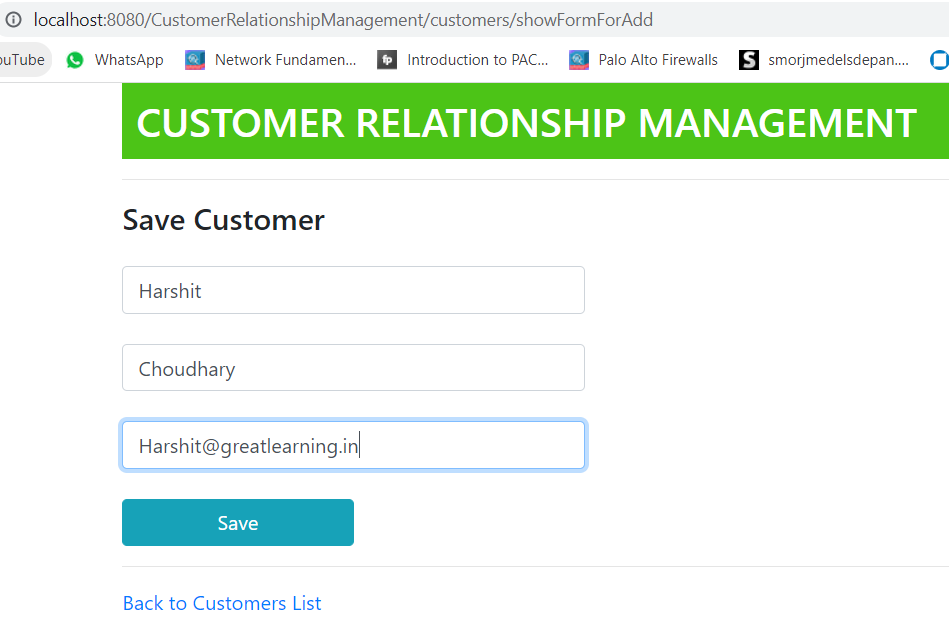 localhost:8080/CustomerRelationshipManagement/customers/showFormForAdd
ouTube WhatsApp Network Fundamen... fp Introduction to PAC... Palo Alto Firewalls S smorjmedelsdepan....
CUSTOMER RELATIONSHIP MANAGEMENT
Save Customer
Harshit
Choudhary
Harshit@greatlearning.in
Save
Back to Customers List